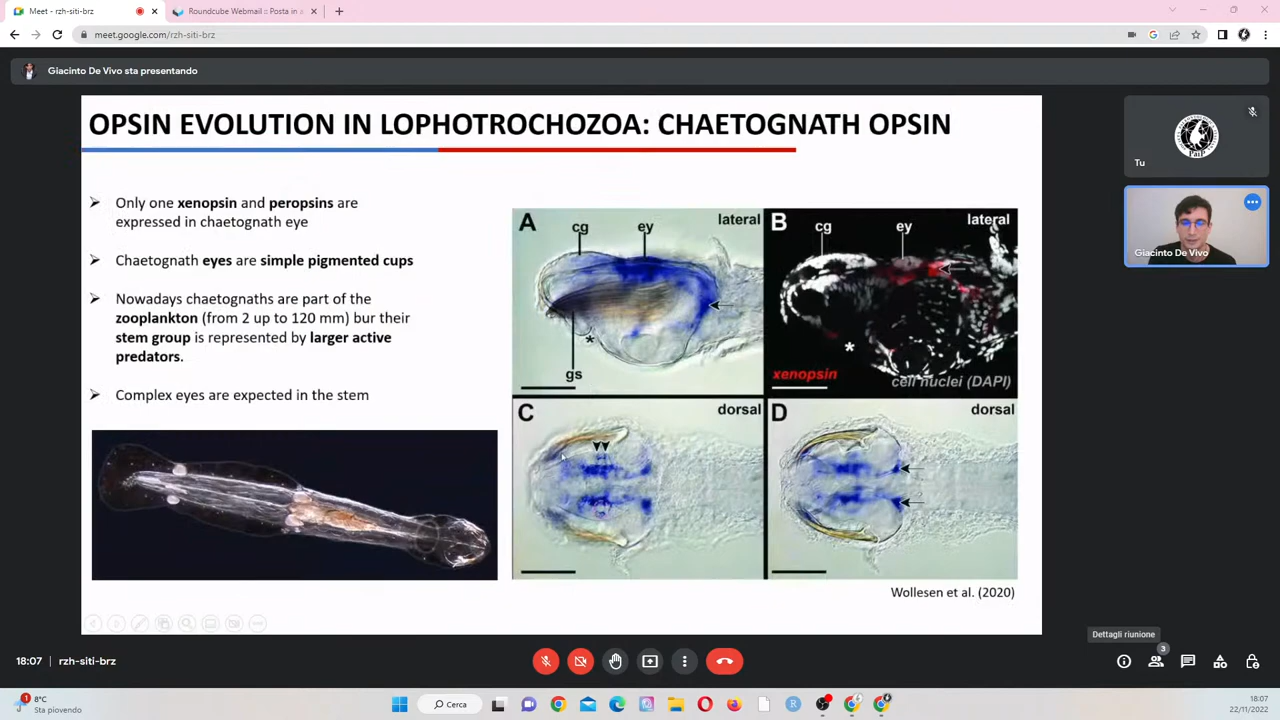 Meet - rzh-siti-brz
Roundcube Webmail :: Posta in a
meet.google.com/rzh-siti-brz
Giacinto De Vivo sta presentando
OPSIN EVOLUTION IN LOPHOTROCHOZOA: CHAETOGNATH OPSIN
Only one xenopsin and peropsins are
expressed in chaetognath eye
Chaetognath eyes are simple pigmented cups
Nowadays chaetognaths are part of the
zooplankton (from 2 up to 120 mm) bur their
stem group is represented by larger active
predators.
Complex eyes are expected in the stem
A
lateral
cg
ey
*
gs
B
lateral
cg
ey
*
xenopsin
cell nuclei (DAPI)
C
dorsal
D
dorsal
Wollesen et al. (2020)
Tu
Giacinto De Vivo
Dettagli riunione
18:07
rzh-siti-brz
3
1
8°C
Sta piovendo
Cerca
18:07
22/11/2022